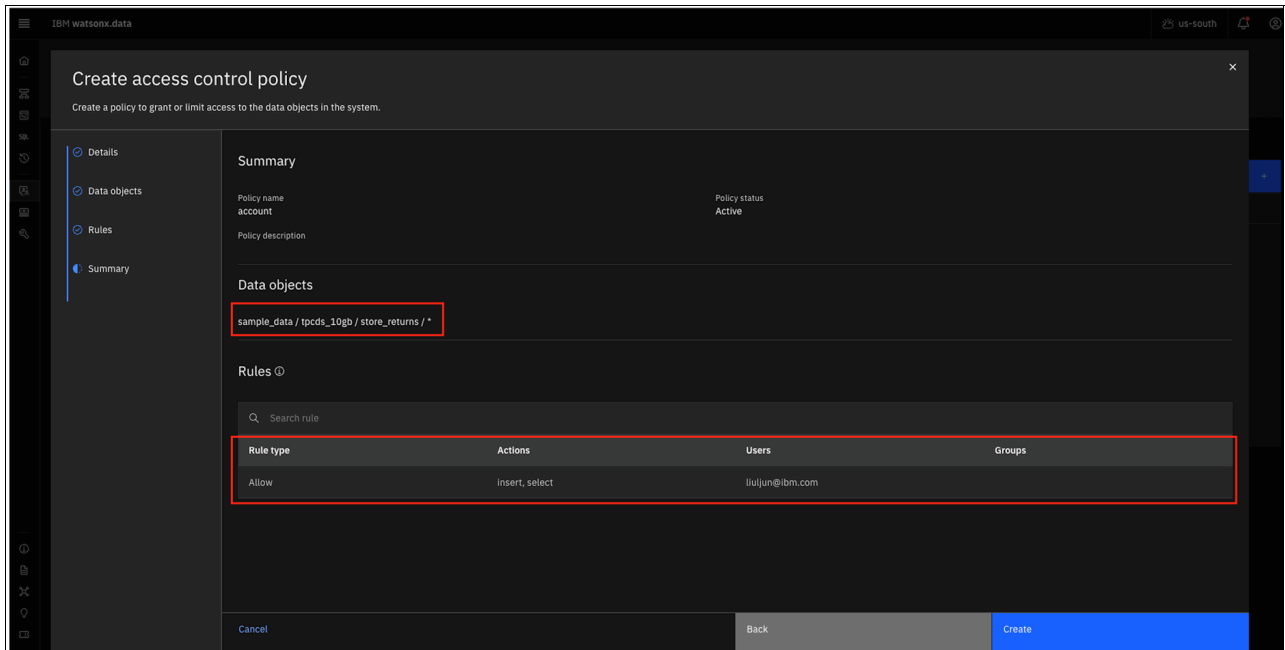 IBM watsonx.data
us-south
Create access control policy
Create a policy to grant or limit access to the data objects in the system.
Details
Data objects
Rules
Summary
Summary
Policy name
account
Policy status
Active
Policy description
Data objects
sample_data / tpcds_10gb / store_returns / *
Rules
Search rule
Rule type Actions Users Groups
Allow insert, select liuljun@ibm.com
Cancel
Back
Create
SQL